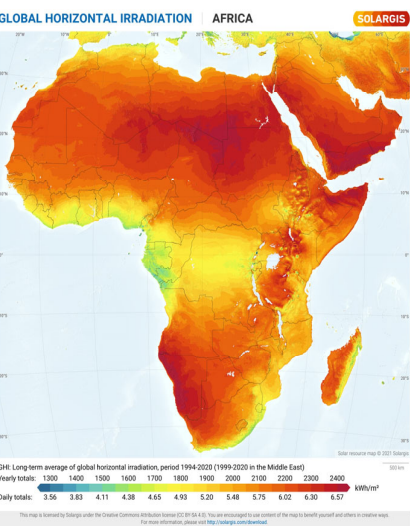 GLOBAL HORIZONTAL IRRADIATION AFRICA
SOLARGIS
Solar resource map © 2021 Solargis
GHI: Long-term average of global horizontal irradiation, period 1994-2020 (1999-2020 in the Middle East)
500 km
Yearly totals: 1300 1400 1500 1600 1700 1800 1900 2000 2100 2200 2300 2400
kWh/m²
Daily totals: 3.56 3.83 4.11 4.38 4.65 4.93 5.20 5.48 5.75 6.02 6.30 6.57
This map is licensed by Solargis under the Creative Commons Attribution license (CC BY-SA 4.0). You are encouraged to use content of the map to benefit yourself and others in creative ways.
For more information, please visit http://solargis.com/download.